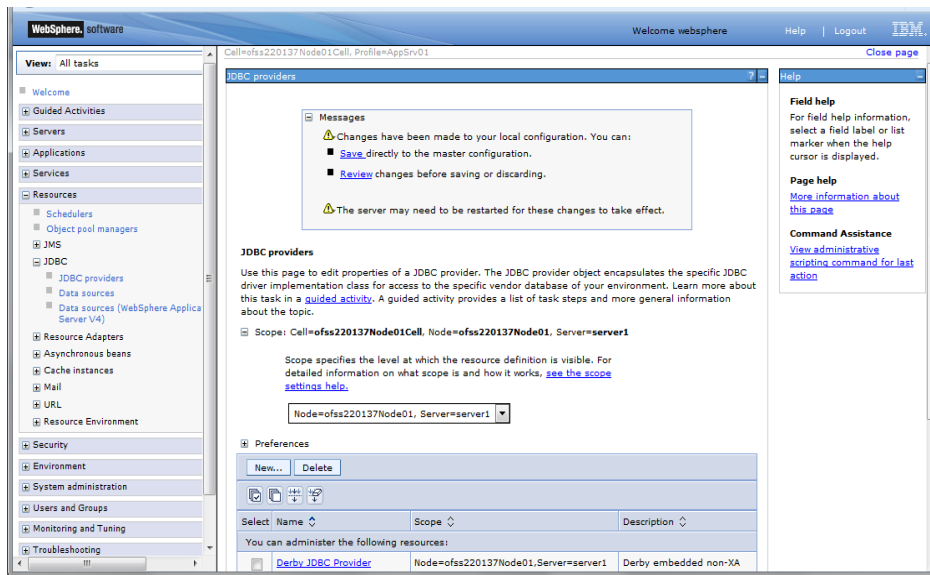 WebSphere. software
Welcome websphere
Help | Logout
IBM.
View: All tasks
Welcome
Guided Activities
Servers
Applications
Services
Resources
Schedulers
Object pool managers
JMS
JDBC
JDBC providers
Data sources
Data sources (WebSphere Applica
Server V4)
Resource Adapters
Asynchronous beans
Cache instances
Mail
URL
Resource Environment
Security
Environment
System administration
Users and Groups
Monitoring and Tuning
Troubleshooting
Cell=ofss220137Node01Cell, Profile=AppSrv01
Close page
JDBC providers
? -
Messages
Changes have been made to your local configuration. You can:
Save directly to the master configuration.
Review changes before saving or discarding.
The server may need to be restarted for these changes to take effect.
JDBC providers
Use this page to edit properties of a JDBC provider. The JDBC provider object encapsulates the specific JDBC
driver implementation class for access to the specific vendor database of your environment. Learn more about
this task in a guided activity. A guided activity provides a list of task steps and more general information
about the topic.
Scope: Cell=ofss220137Node01Cell, Node=ofss220137Node01, Server=server1
Scope specifies the level at which the resource definition is visible. For
detailed information on what scope is and how it works, see the scope
settings help.
Node=ofss220137Node01, Server=server1
Preferences
New... Delete
Select Name Scope Description
You can administer the following resources:
Derby JDBC Provider Node=ofss220137Node01,Server=server1 Derby embedded non-XA
Help
Field help
For field help information,
select a field label or list
marker when the help
cursor is displayed.
Page help
More information about
this page
Command Assistance
View administrative
scripting command for last
action